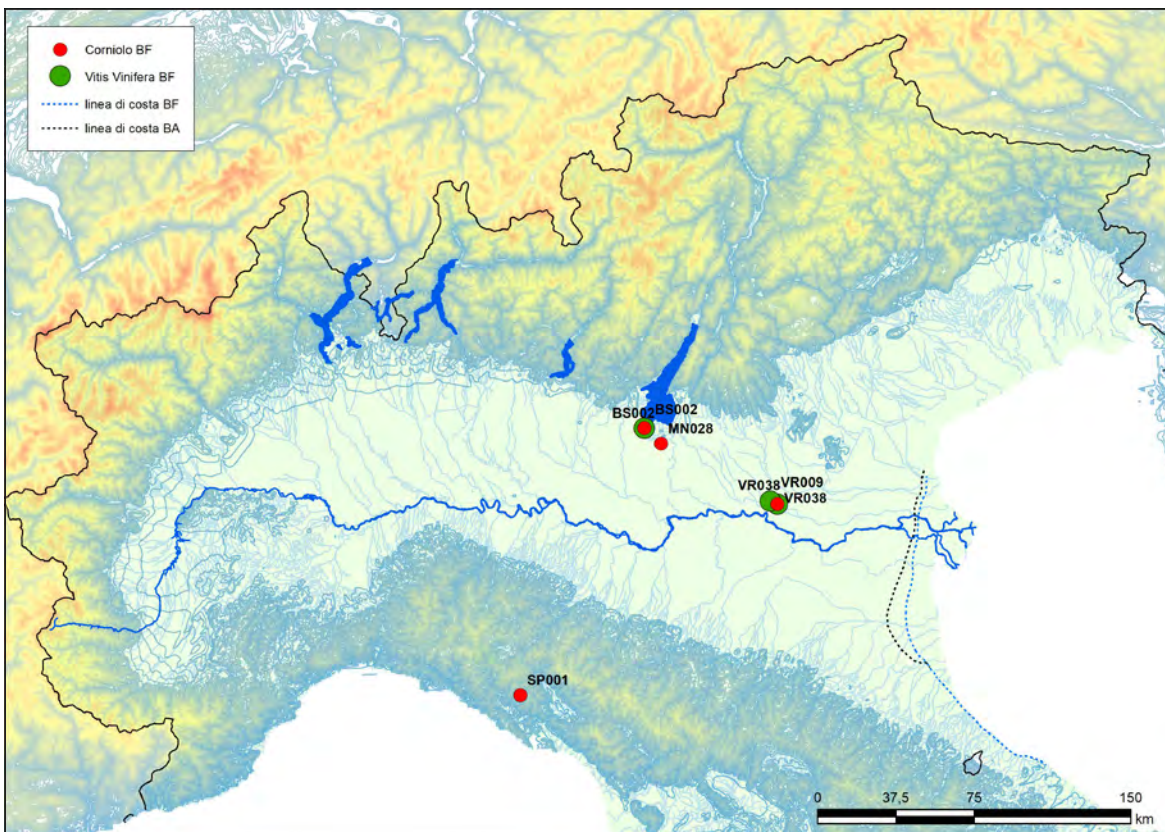 Corniolo BF
Vitis Vinifera BF
linea di costa BF
linea di costa BA
BS002 BS002
MN028
VR038 VR009
VR038
SP001
0 37,5 75 150
km